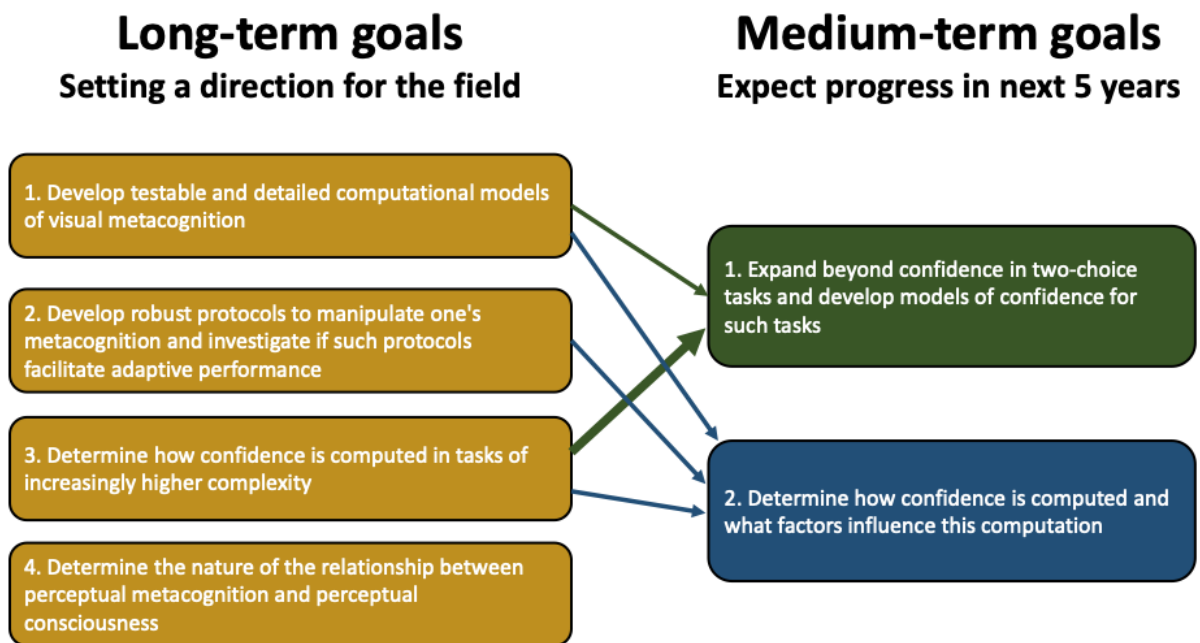 Long-term goals
Setting a direction for the field
Medium-term goals
Expect progress in next 5 years
1. Develop testable and detailed computational models
of visual metacognition
2. Develop robust protocols to manipulate one's
metacognition and investigate if such protocols
facilitate adaptive performance
3. Determine how confidence is computed in tasks of
increasingly higher complexity
4. Determine the nature of the relationship between
perceptual metacognition and perceptual
consciousness
1. Expand beyond confidence in two-choice
tasks and develop models of confidence for
such tasks
2. Determine how confidence is computed and
what factors influence this computation